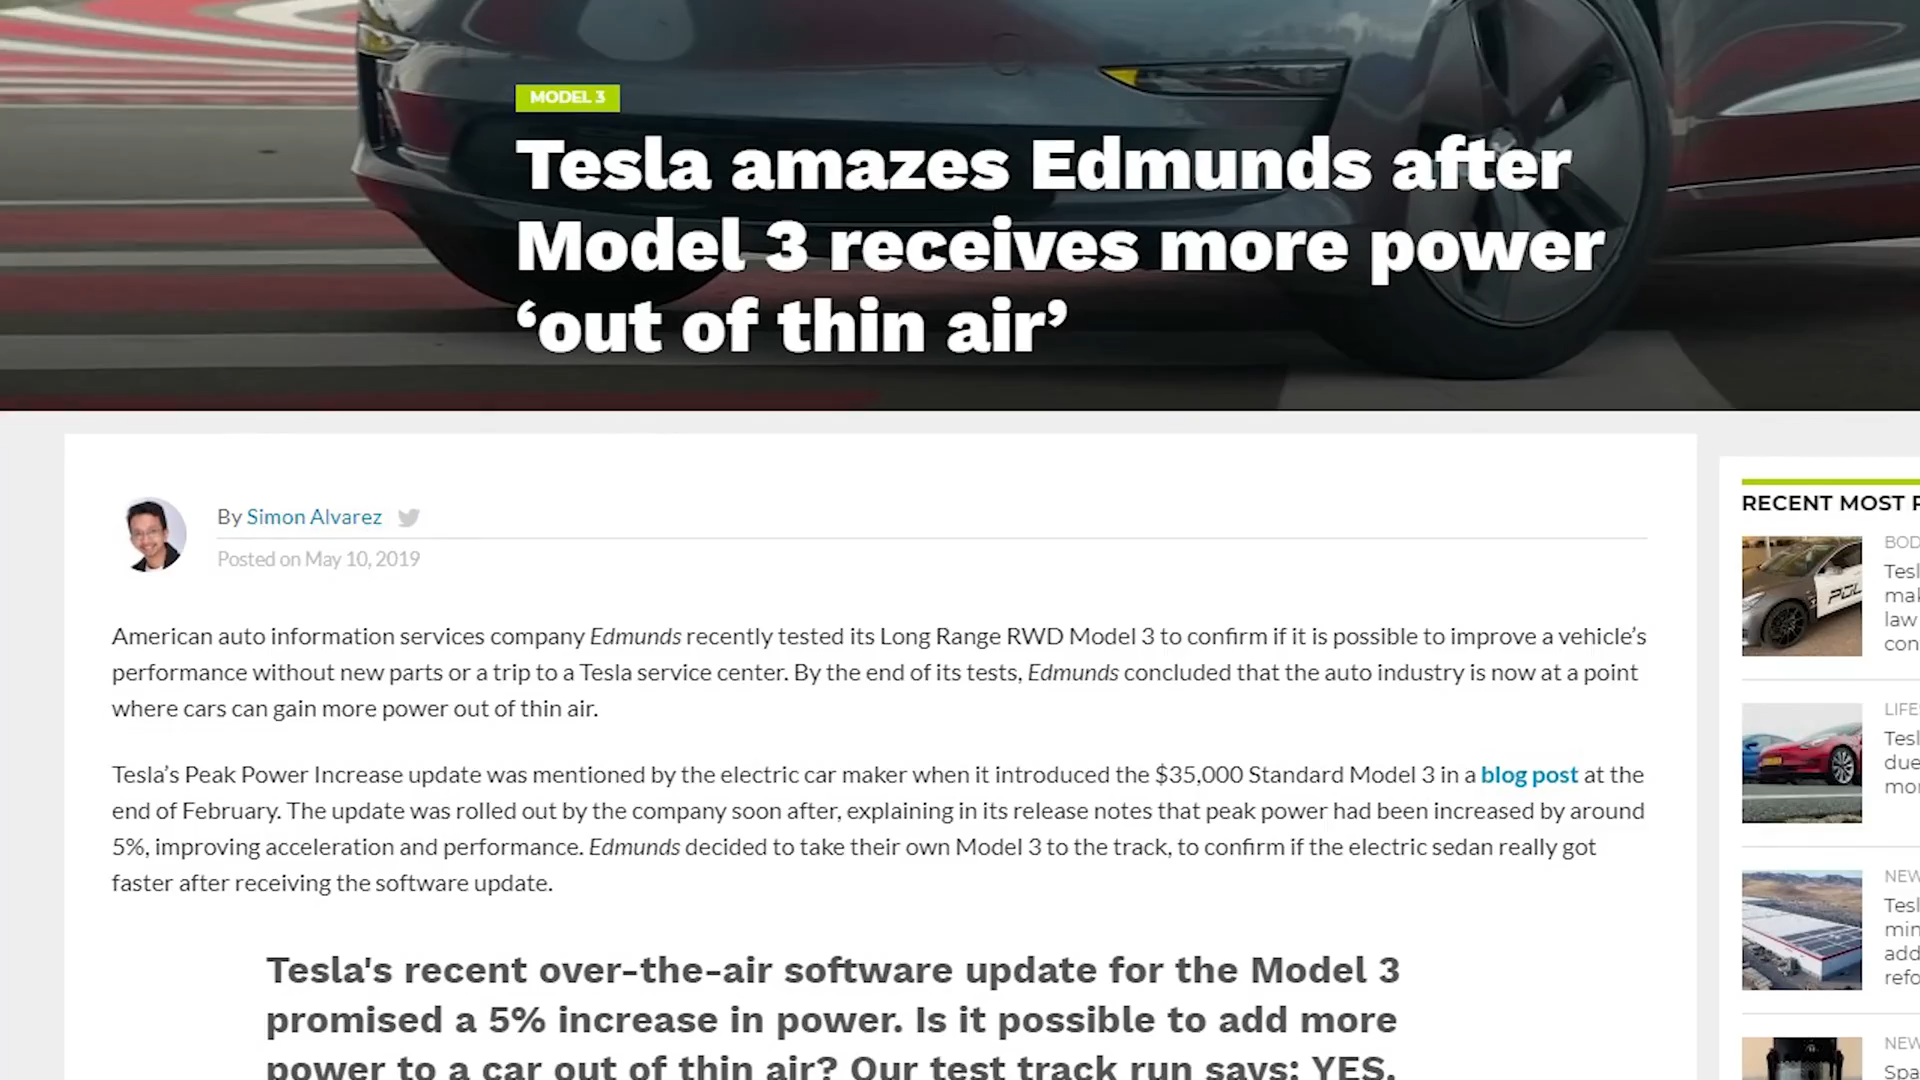 MODEL 3
Tesla amazes Edmunds after
Model 3 receives more power
‘out of thin air’
By Simon Alvarez
Posted on May 10, 2019
American auto information services company Edmunds recently tested its Long Range RWD Model 3 to confirm if it is possible to improve a vehicle’s
performance without new parts or a trip to a Tesla service center. By the end of its tests, Edmunds concluded that the auto industry is now at a point
where cars can gain more power out of thin air.
Tesla’s Peak Power Increase update was mentioned by the electric car maker when it introduced the $35,000 Standard Model 3 in a blog post at the
end of February. The update was rolled out by the company soon after, explaining in its release notes that peak power had been increased by around
5%, improving acceleration and performance. Edmunds decided to take their own Model 3 to the track, to confirm if the electric sedan really got
faster after receiving the software update.
Tesla's recent over-the-air software update for the Model 3
promised a 5% increase in power. Is it possible to add more
power to a car out of thin air? Our test track run says: YES.
RECENT MOST
BOD
Tesl
mak
law
con
LIFE
Tesl
due
mor
NEW
Tesl
min
add
refo
NEW
Spa